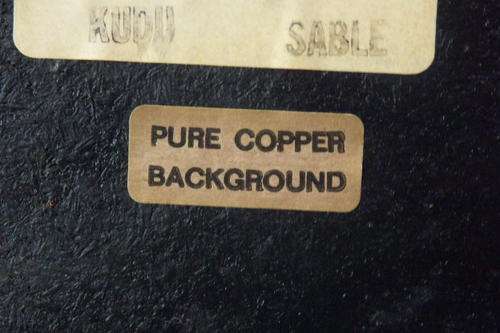 KUDU SABLE
PURE COPPER
BACKGROUND